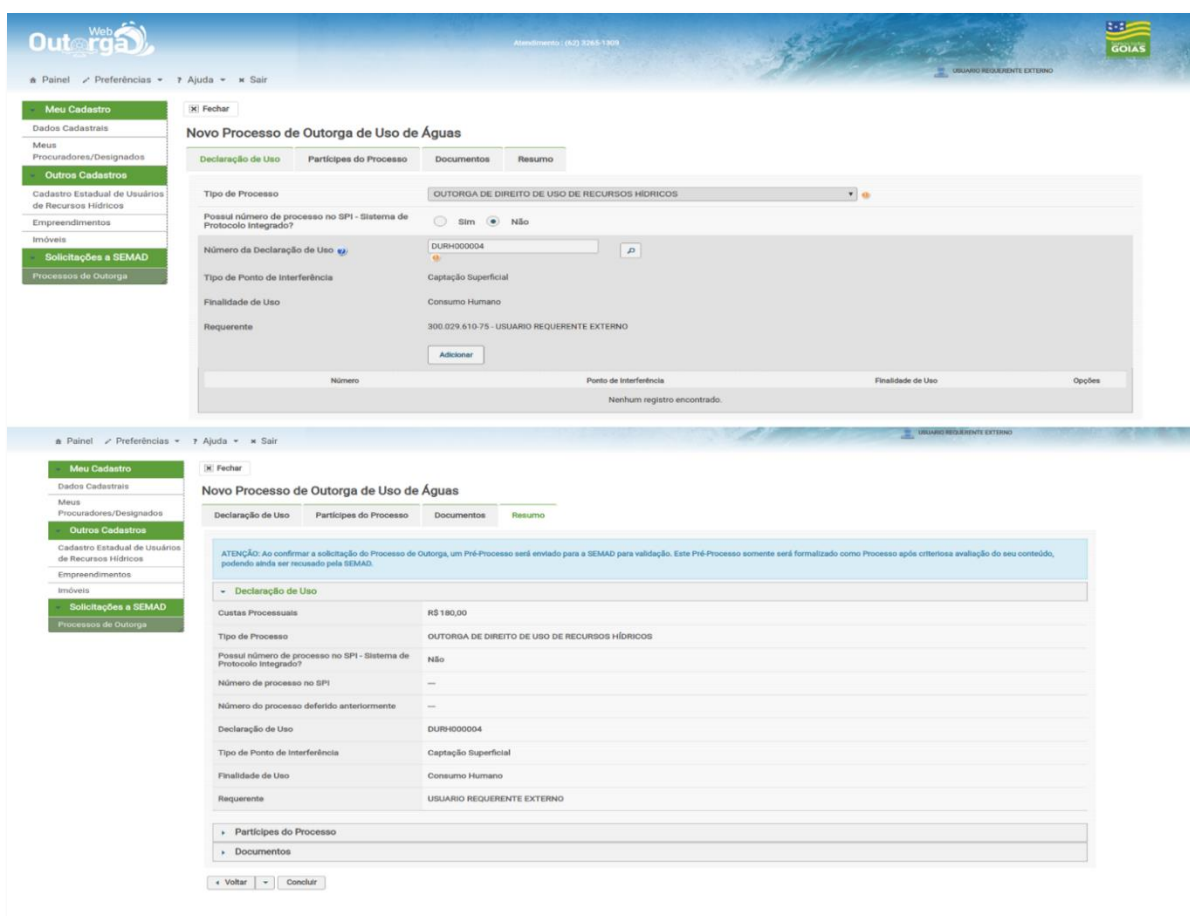 Web
Outorga
Atendimento : (62) 3265-1309
GOIÁS
Painel Preferências ? Ajuda Sair
USUARIO REQUERENTE EXTERNO
Meu Cadastro
Dados Cadastrais
Meus
Procuradores/Designados
Outros Cadastros
Cadastro Estadual de Usuários
de Recursos Hídricos
Empreendimentos
Imóveis
Solicitações a SEMAD
Processos de Outorga
Fechar
Novo Processo de Outorga de Uso de Águas
Declaração de Uso Partícipes do Processo Documentos Resumo
Tipo de Processo OUTORGA DE DIREITO DE USO DE RECURSOS HÍDRICOS
Possui número de processo no SPI - Sistema de
Protocolo Integrado? Sim Não
Número da Declaração de Uso DURH000004
Tipo de Ponto de Interferência Captação Superficial
Finalidade de Uso Consumo Humano
Requerente 300.029.610-75 - USUARIO REQUERENTE EXTERNO
Adicionar
Número Ponto de Interferência Finalidade de Uso Opções
Nenhum registro encontrado.
Painel Preferências ? Ajuda Sair
USUARIO REQUERENTE EXTERNO
Meu Cadastro
Dados Cadastrais
Meus
Procuradores/Designados
Outros Cadastros
Cadastro Estadual de Usuários
de Recursos Hídricos
Empreendimentos
Imóveis
Solicitações a SEMAD
Processos de Outorga
Fechar
Novo Processo de Outorga de Uso de Águas
Declaração de Uso Partícipes do Processo Documentos Resumo
ATENÇÃO: Ao confirmar a solicitação do Processo de Outorga, um Pré-Processo será enviado para a SEMAD para validação. Este Pré-Processo somente será formalizado como Processo após criteriosa avaliação do seu conteúdo,
podendo ainda ser recusado pela SEMAD.
Declaração de Uso
Custas Processuais R$ 180,00
Tipo de Processo OUTORGA DE DIREITO DE USO DE RECURSOS HÍDRICOS
Possui número de processo no SPI - Sistema de
Protocolo Integrado? Não
Número de processo no SPI ---
Número do processo deferido anteriormente ---
Declaração de Uso DURH000004
Tipo de Ponto de Interferência Captação Superficial
Finalidade de Uso Consumo Humano
Requerente USUARIO REQUERENTE EXTERNO
Partícipes do Processo
Documentos
Voltar Concluir